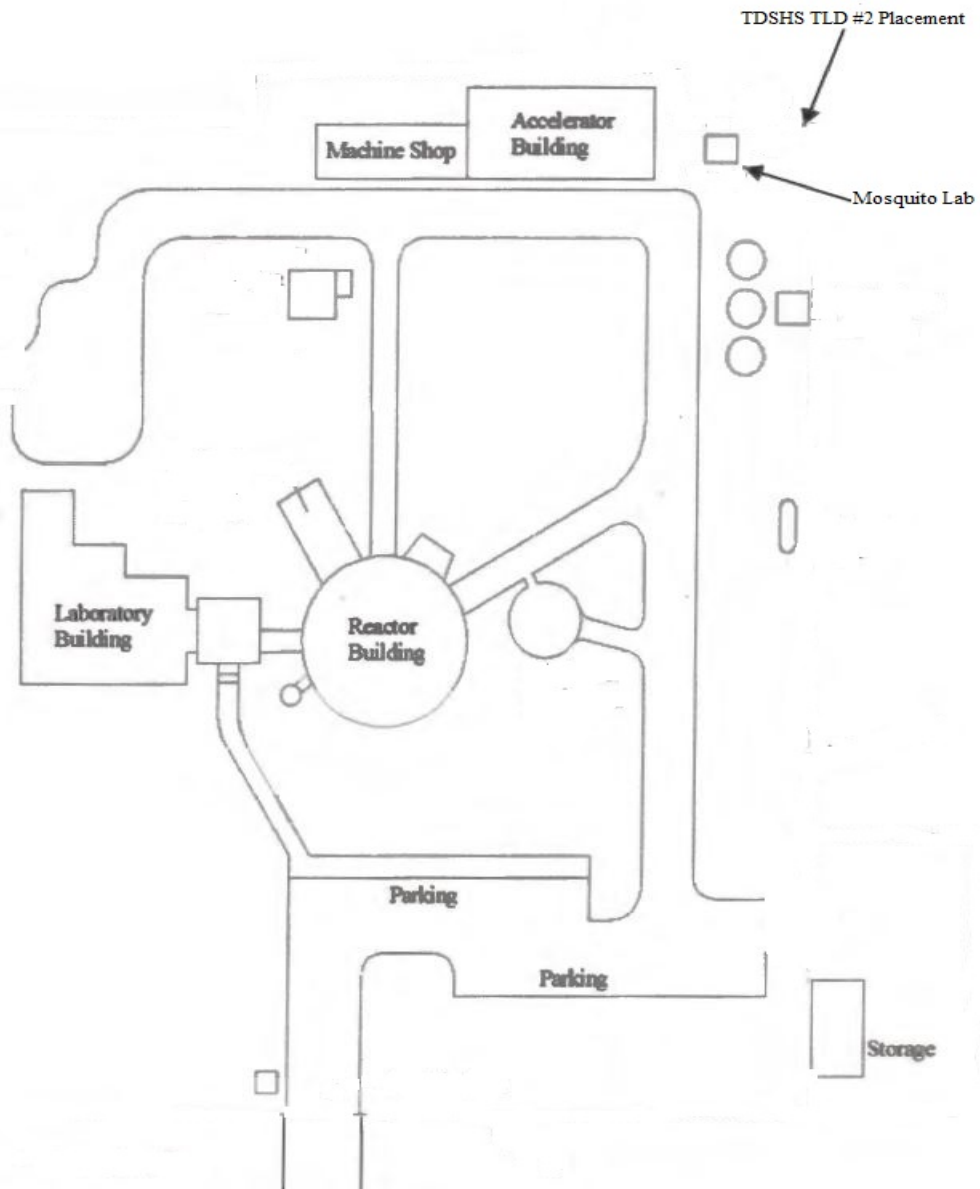 TDSHS TLD #2 Placement
Accelerator
Building
Machine Shop
Mosquito Lab
Laboratory
Building
Reactor
Building
Parking
Parking
Storage